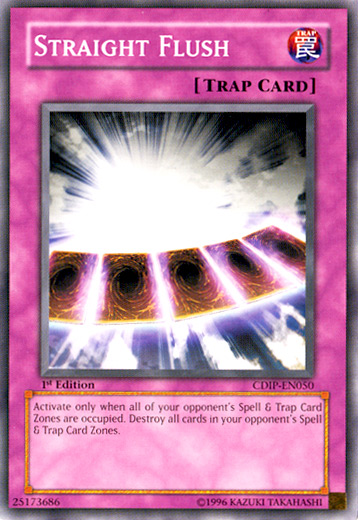 STRAIGHT FLUSH
TRAP
罠
[TRAP CARD]
1st Edition
CDIP-EN050
Activate only when all of your opponent's Spell & Trap Card
Zones are occupied. Destroy all cards in your opponent's Spell
& Trap Card Zones.
25173686
©1996 KAZUKI TAKAHASHI